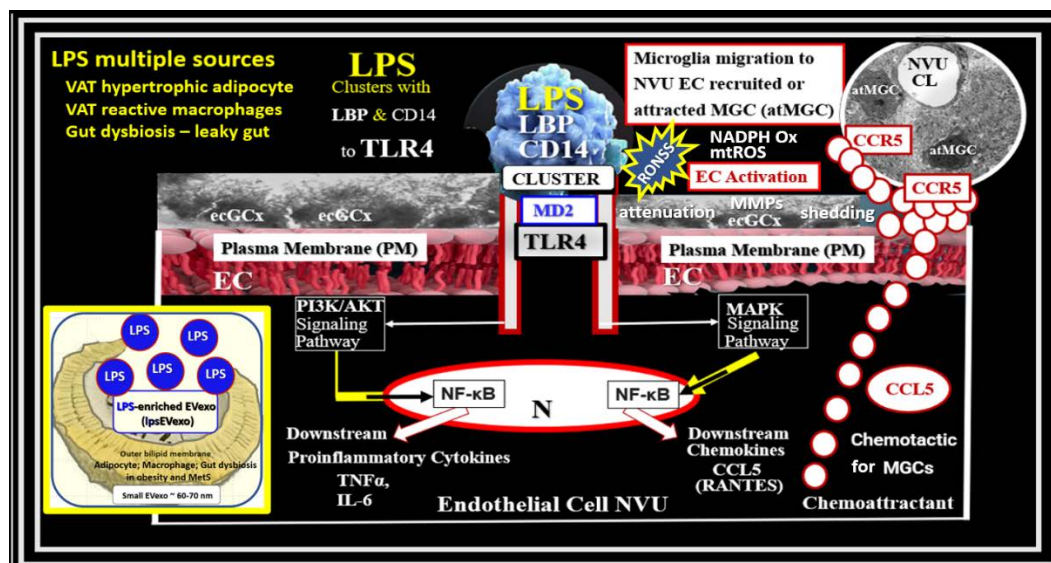 LPS multiple sources
VAT hypertrophic adipocyte
VAT reactive macrophages
Gut dysbiosis – leaky gut
LPS
Clusters with
LBP & CD14
to TLR4
LPS
LBP
CD14
CLUSTER
MD2
TLR4
RONSS
Microglia migration to
NVU EC recruited or
attracted MGC (atMGC)
NADPH Ox
mtROS
EC Activation
NVU
CL
atMGC
atMGC
CCR5
CCR5
ecGCx
ecGCx
attenuation
MMPs
ecGCx
shedding
Plasma Membrane (PM)
EC
Plasma Membrane (PM)
EC
PI3K/AKT
Signaling
Pathway
MAPK
Signaling
Pathway
NF-κB
N
NF-κB
Downstream
Proinflammatory Cytokines
TNFα,
IL-6
Downstream
Chemokines
CCL5
(RANTES)
CCL5
Chemotactic
for MGCs
Chemoattractant
Endothelial Cell NVU
LPS
LPS
LPS
LPS
LPS
LPS-enriched EVexo
(lpsEVexo)
Outer bilipid membrane
Adipocyte; Macrophage; Gut dysbiosis
in obesity and MetS
Small EVexo ~ 60-70 nm